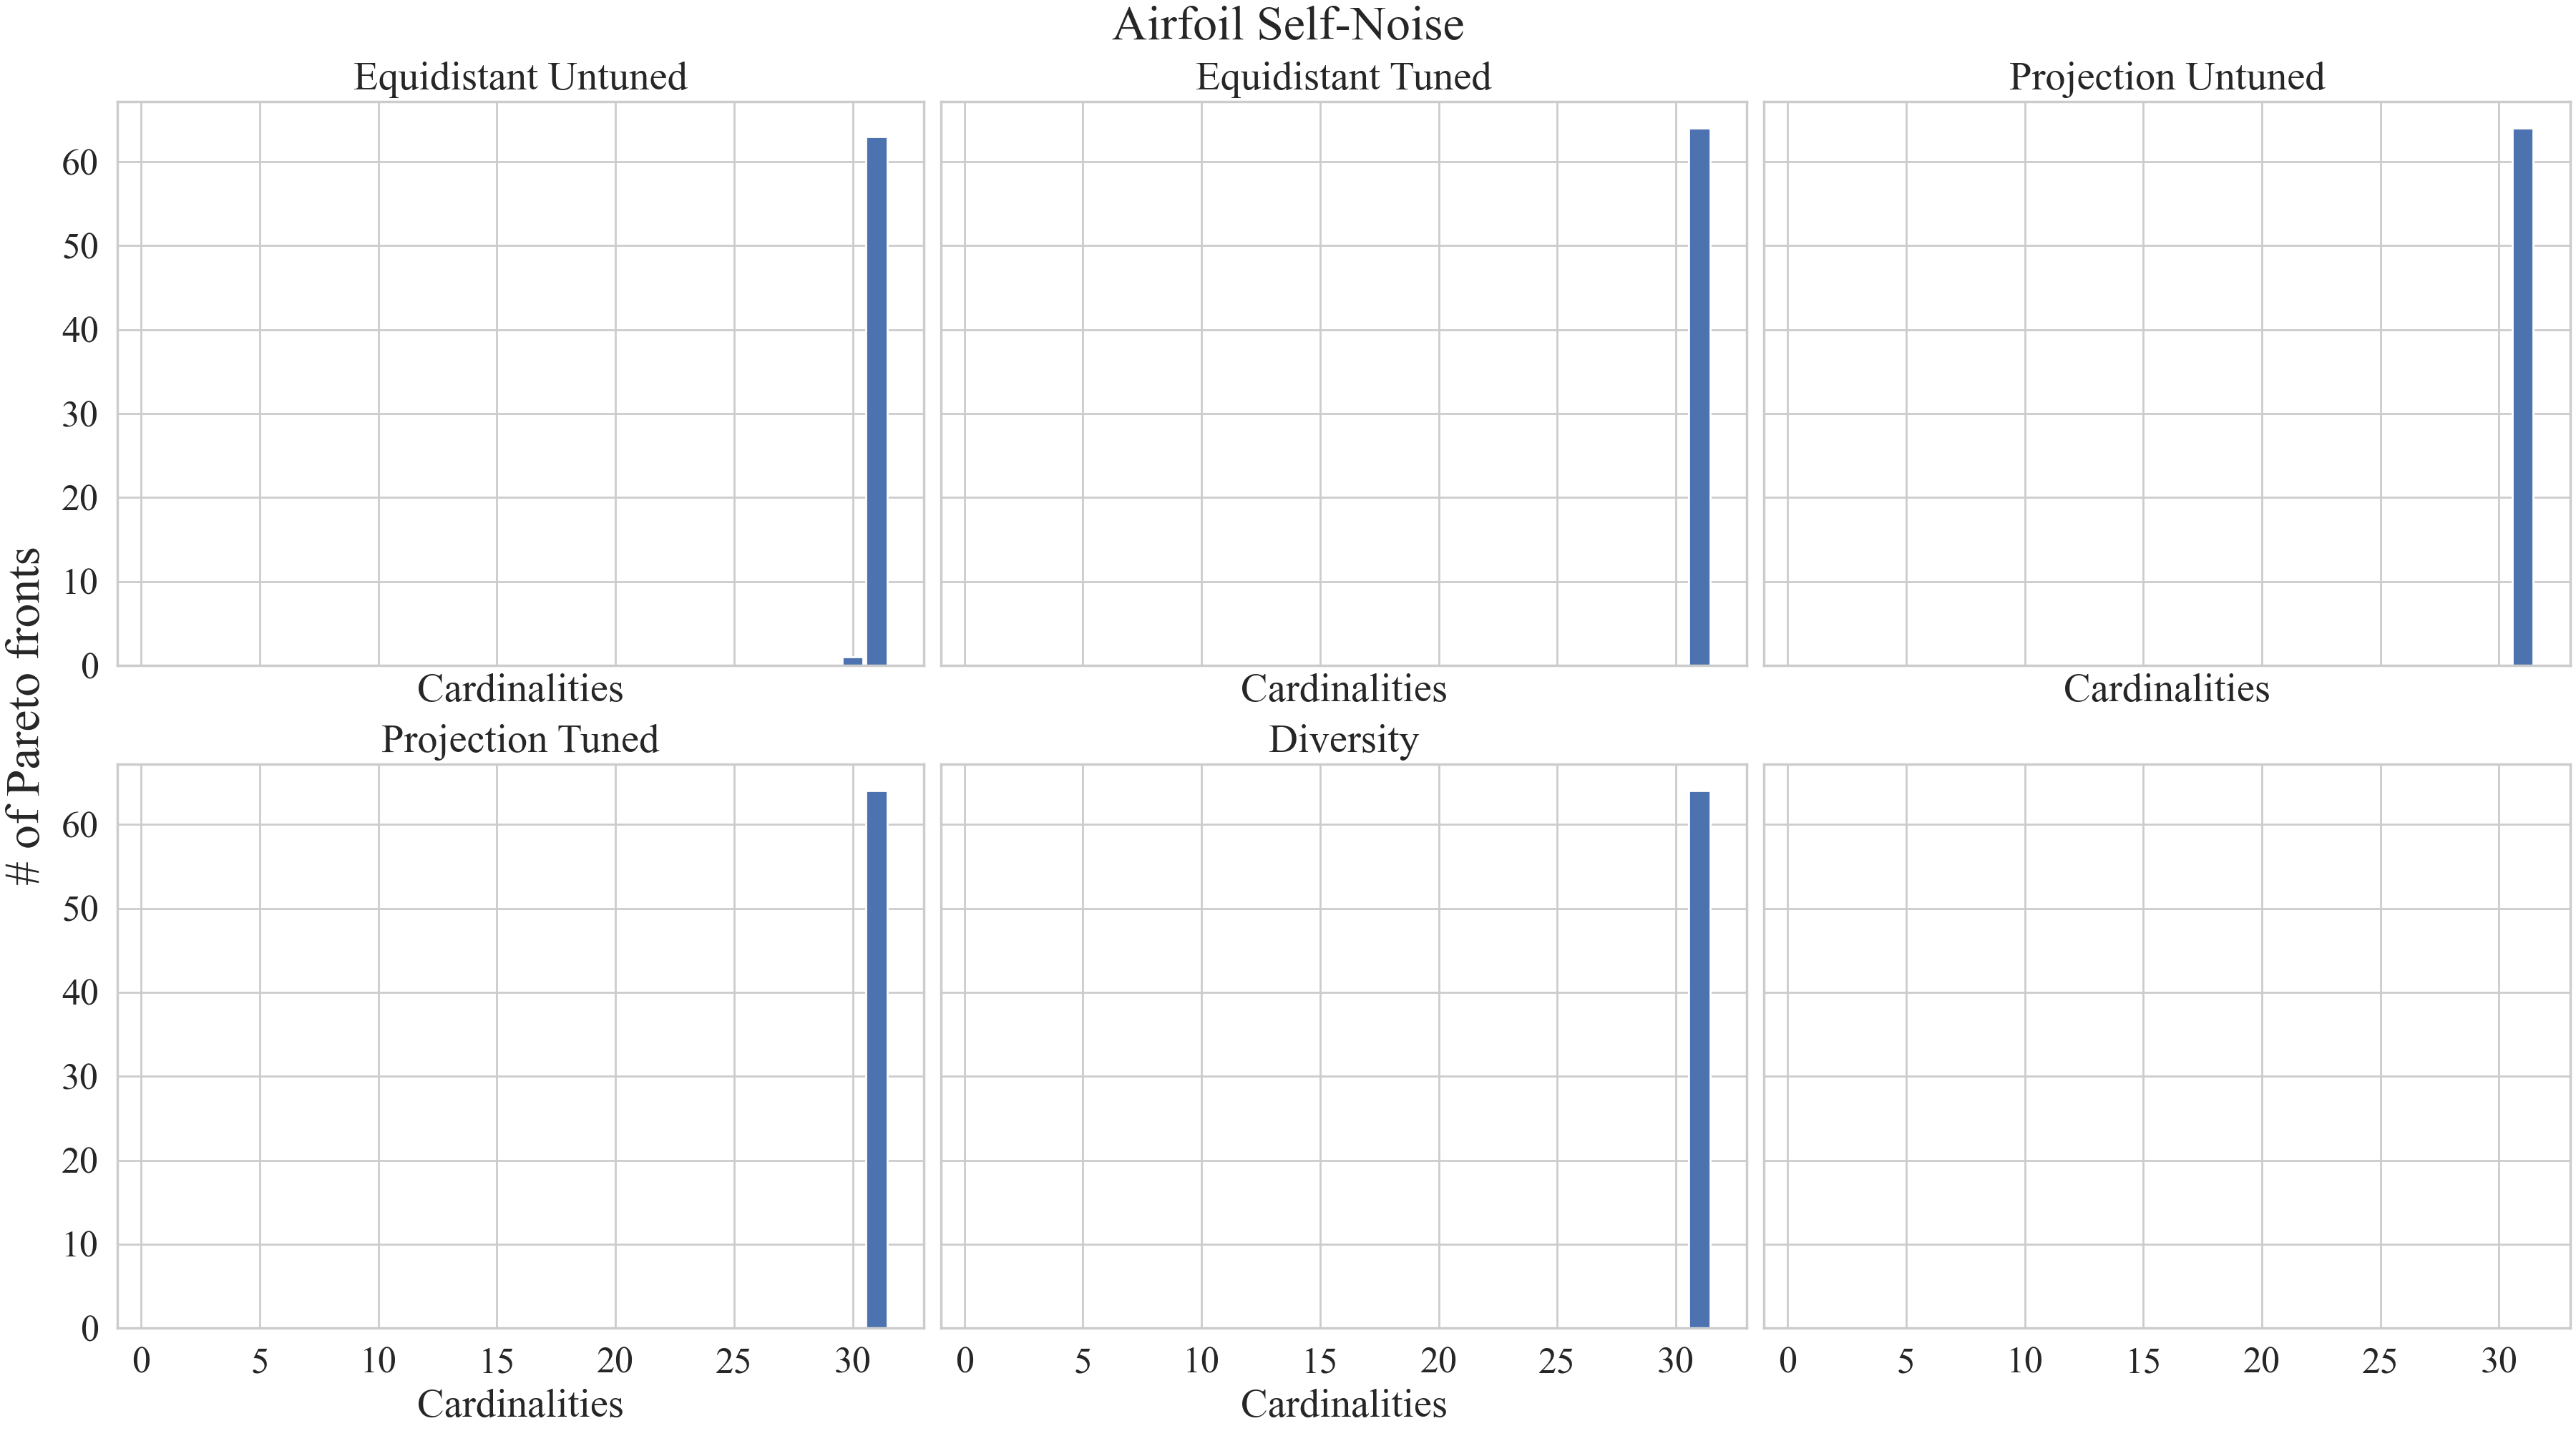 Airfoil Self-Noise
Equidistant Untuned
Equidistant Tuned
Projection Untuned
60
50
40
30
20
10
0
Cardinalities
Cardinalities
Cardinalities
# of Pareto fronts
Projection Tuned
Diversity
60
50
40
30
20
10
0
0 5 10 15 20 25 30
0 5 10 15 20 25 30
0 5 10 15 20 25 30
Cardinalities
Cardinalities